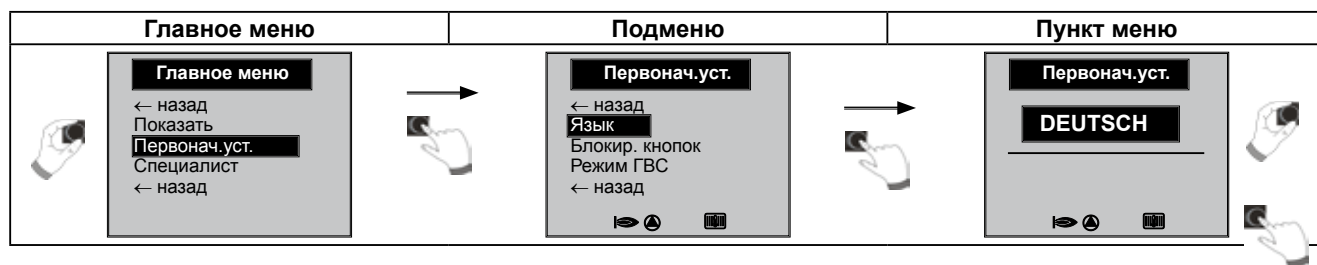 Главное меню
Подменю
Пункт меню
Главное меню
← назад
Показать
Первонач.уст.
Специалист
← назад
Первонач.уст.
← назад
Язык
Блокир. кнопок
Режим ГВС
← назад
Первонач.уст.
DEUTSCH